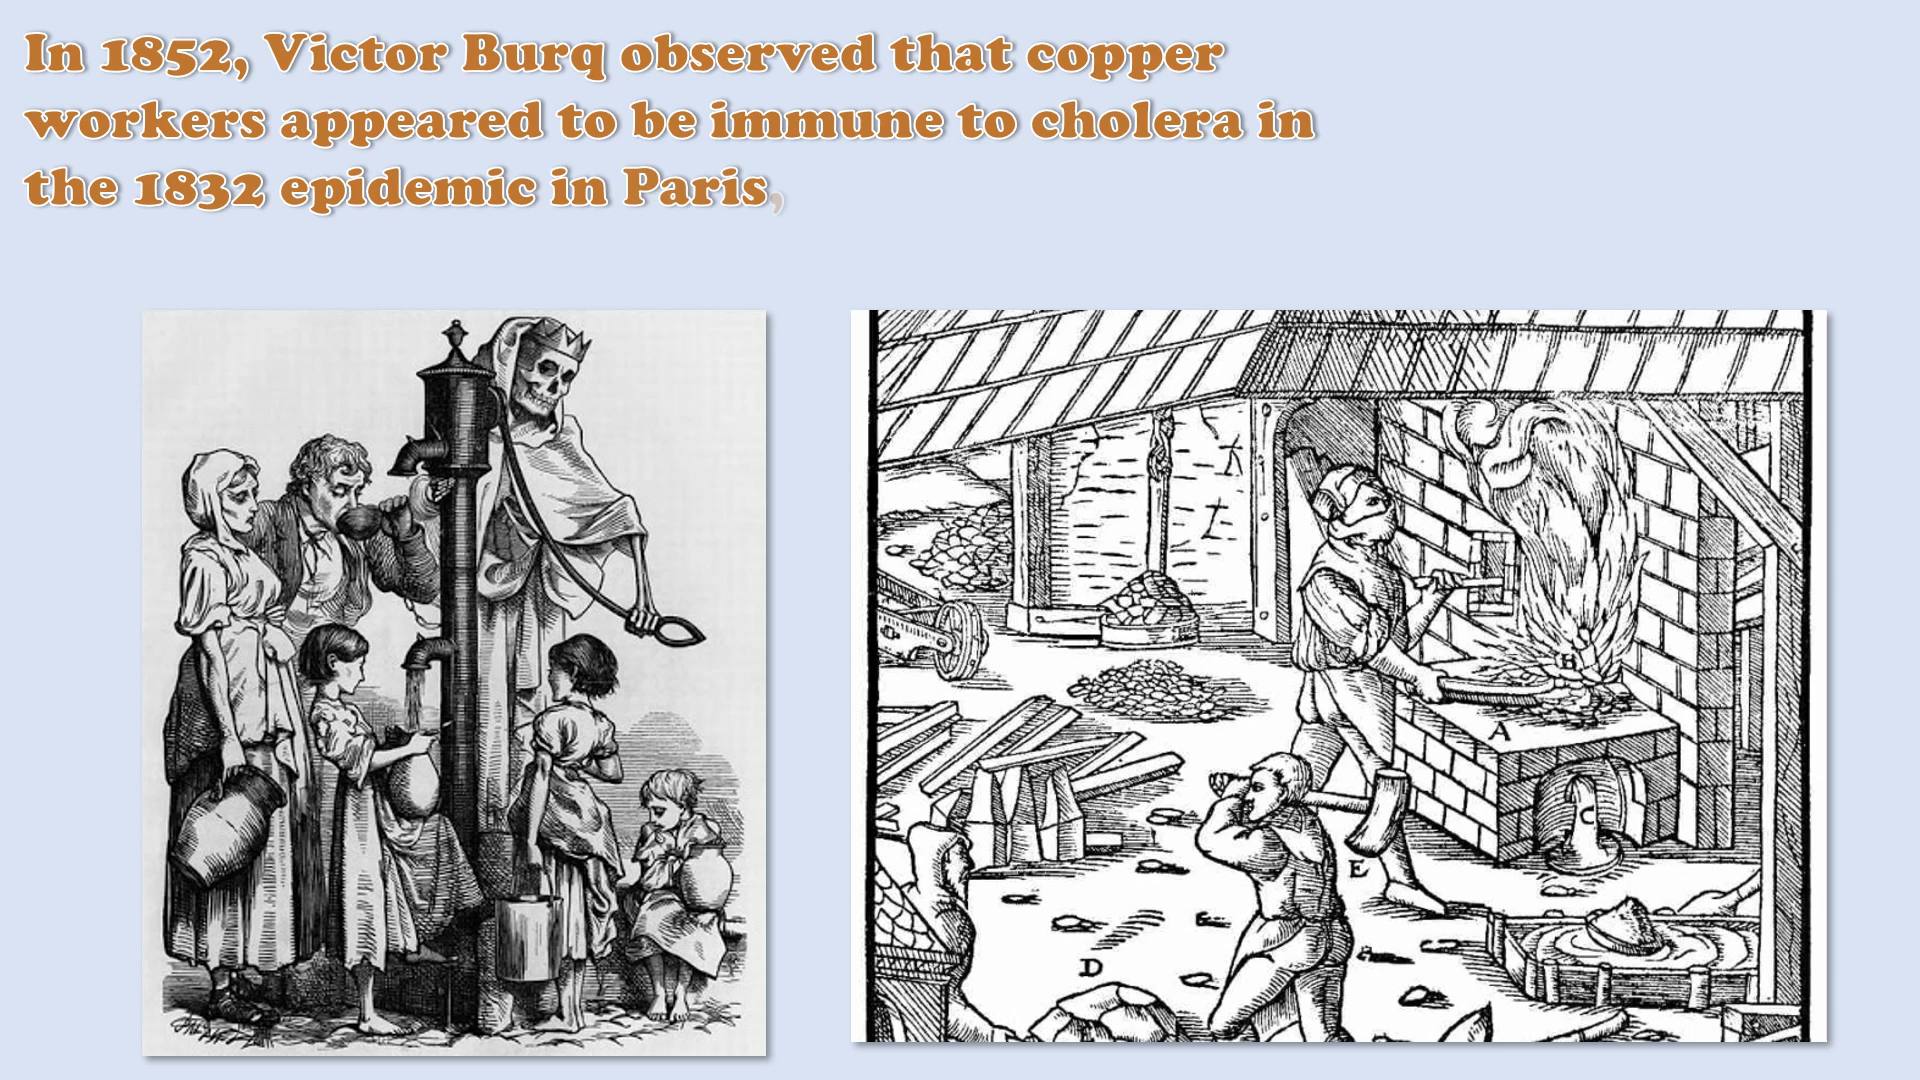 In 1852, Victor Burq observed that copper
workers appeared to be immune to cholera in
the 1832 epidemic in Paris,
B
A
C
E
E
D